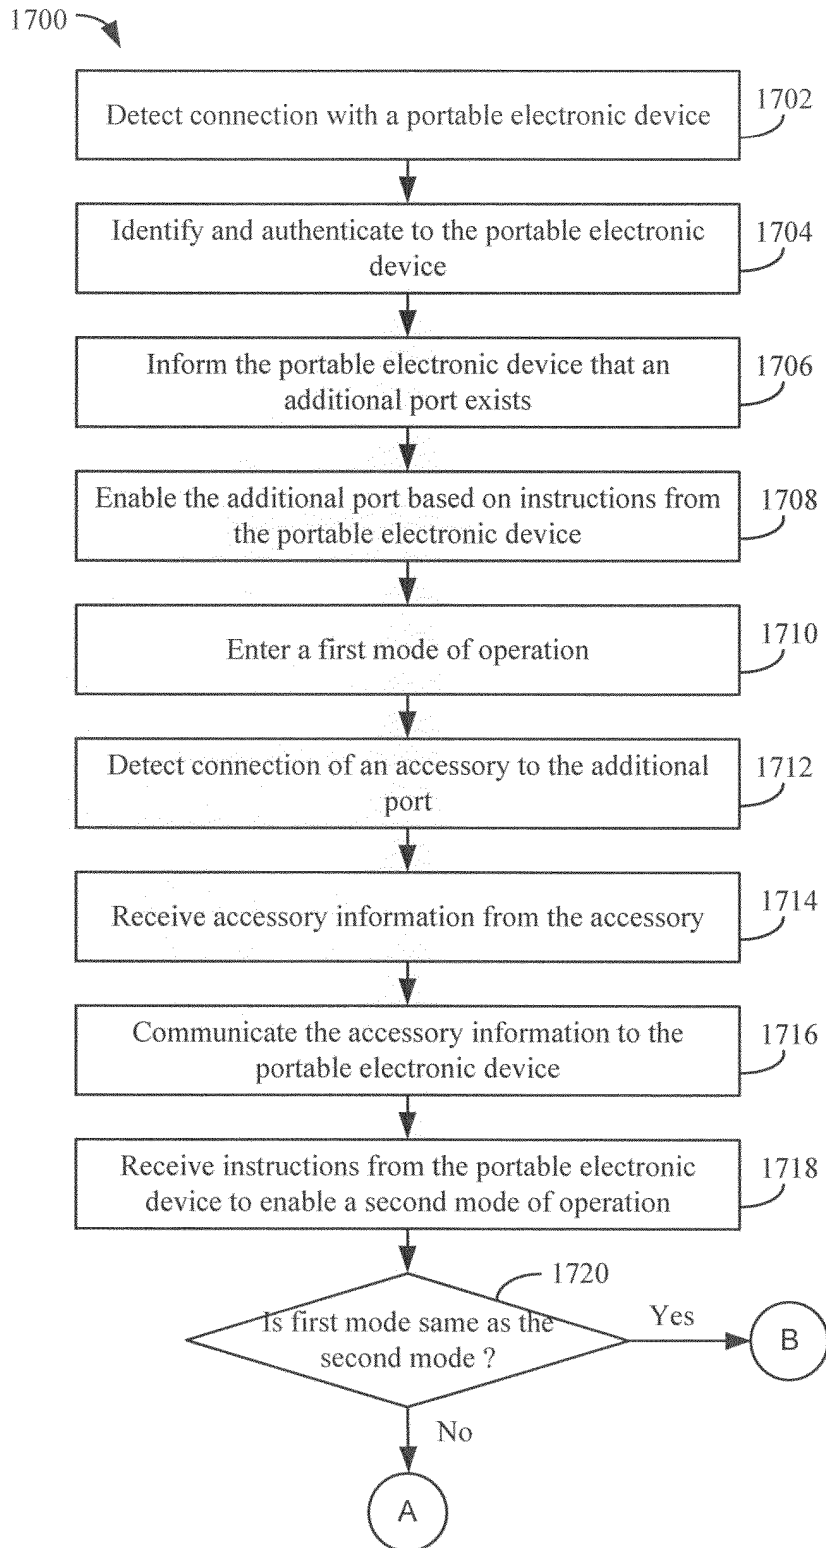 1700
Detect connection with a portable electronic device
1702
Identify and authenticate to the portable electronic
device
1704
Inform the portable electronic device that an
additional port exists
1706
Enable the additional port based on instructions from
the portable electronic device
1708
Enter a first mode of operation
1710
Detect connection of an accessory to the additional
port
1712
Receive accessory information from the accessory
1714
Communicate the accessory information to the
portable electronic device
1716
Receive instructions from the portable electronic
device to enable a second mode of operation
1718
1720
Is first mode same as the
second mode ?
Yes
B
No
A